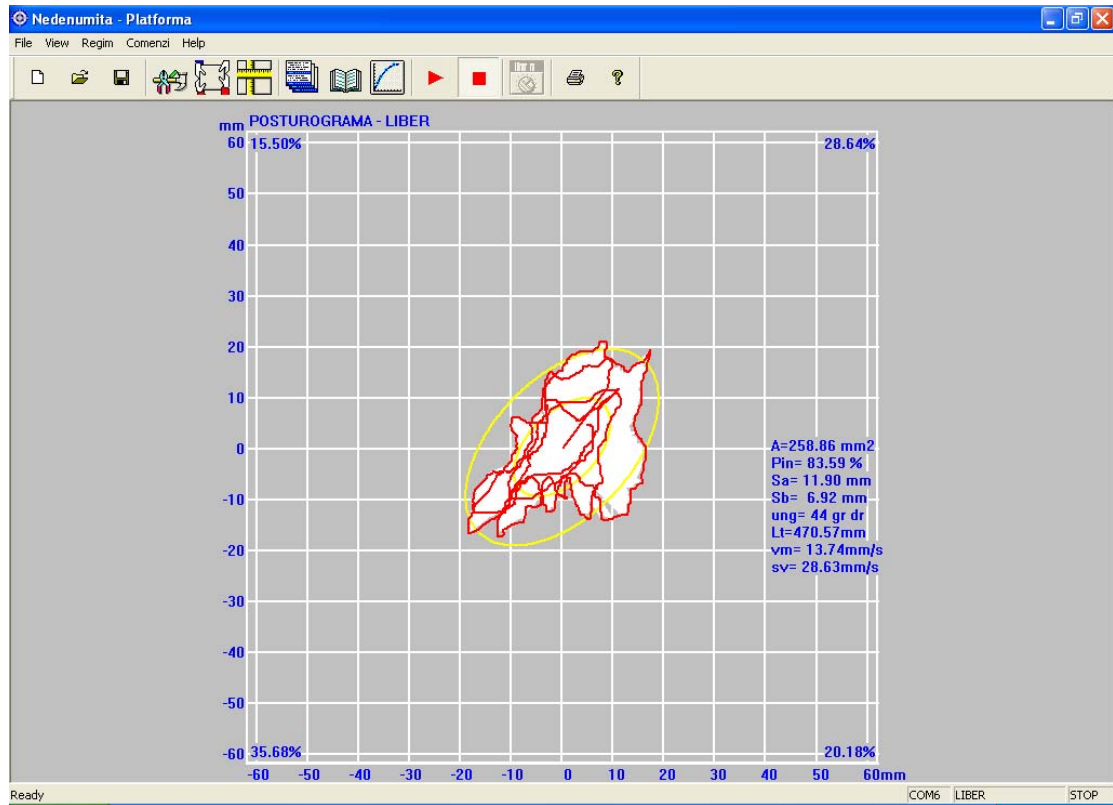 Nedenumita - Platforma
File View Regim Comenzi Help
mm POSTUROGRAMA - LIBER
60 15.50% 28.64%
50
40
30
20
10
0
A=258.86 mm2
Pin= 83.59 %
-10
Sa= 11.90 mm
Sb= 6.92 mm
ung= 44 gr dr
Lt=470.57mm
vm= 13.74mm/s
-20
sv= 28.63mm/s
-30
-40
-50
-60 35.68% 20.18%
-60 -50 -40 -30 -20 -10 0 10 20 30 40 50 60mm
Ready COM6 LIBER STOP